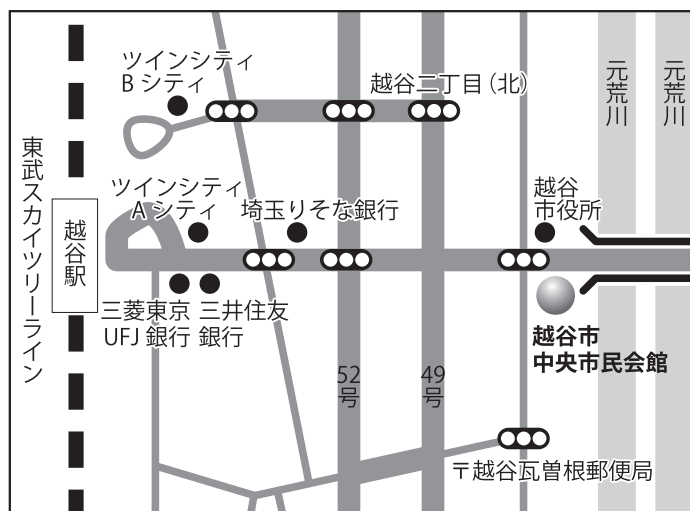 ツインシティ
B シティ
越谷二丁目（北）
元荒川
元荒川
東武スカイツリーライン
越谷駅
ツインシティ
A シティ
埼玉りそな銀行
越谷
市役所
三菱東京
UFJ 銀行
三井住友
銀行
越谷市
中央市民会館
52号
49号
〒越谷瓦曽根郵便局